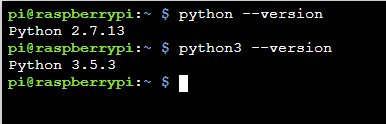 pi@raspberrypi:~ $ python --version
Python 2.7.13
pi@raspberrypi:~ $ python3 --version
Python 3.5.3
pi@raspberrypi:~ $